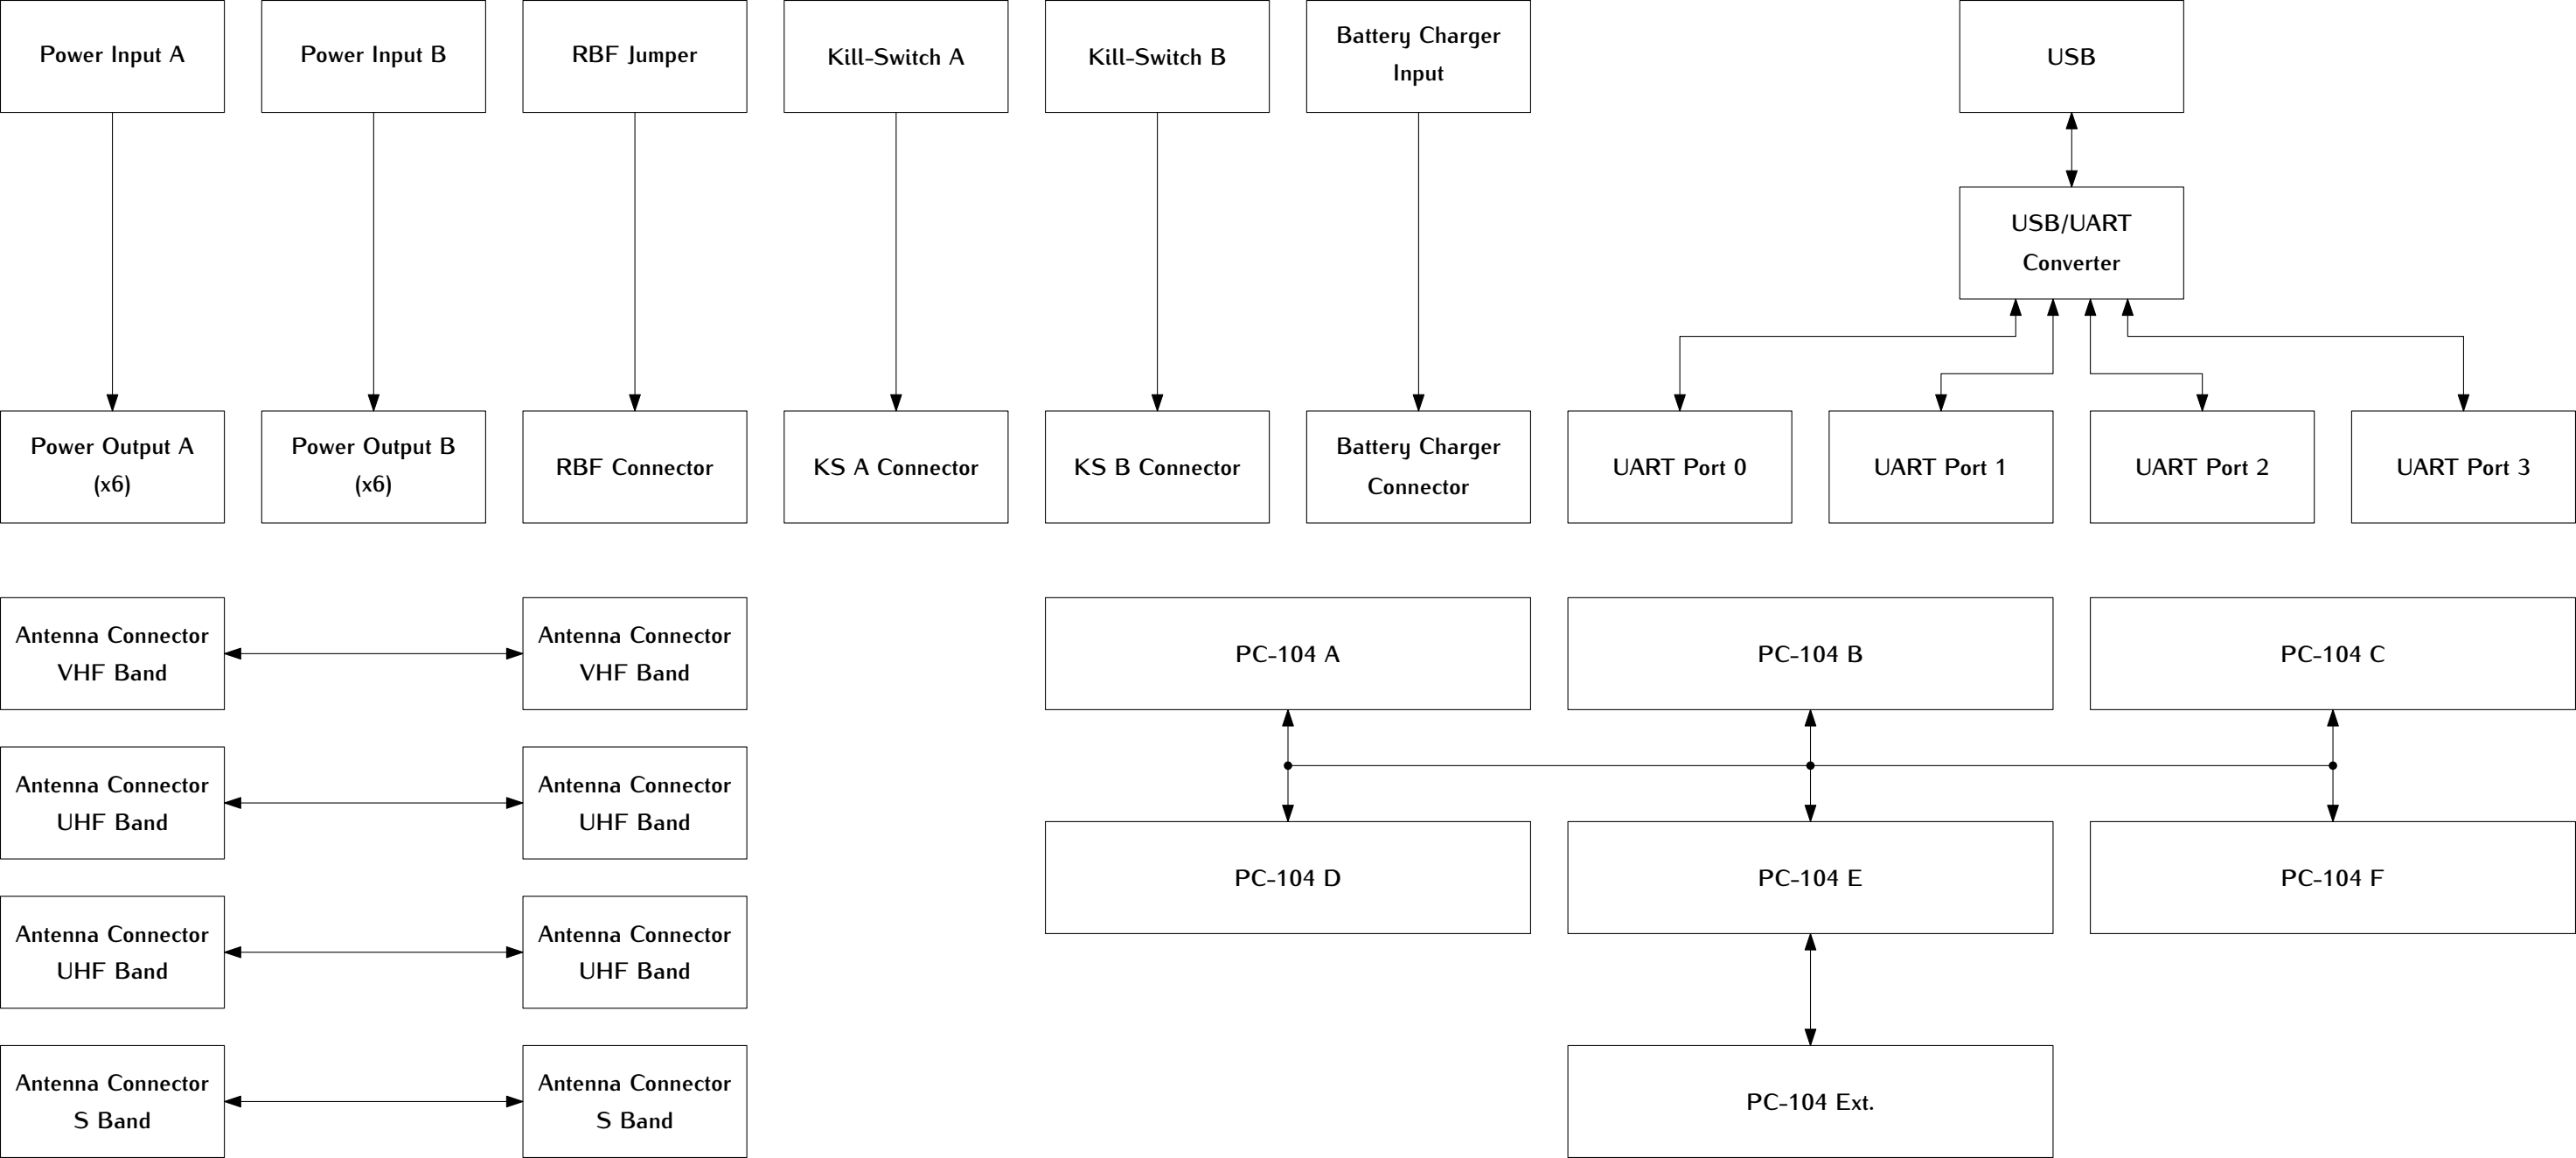 Power Input A
Power Input B
RBF Jumper
Kill-Switch A
Kill-Switch B
Battery Charger
Input
USB
USB/UART
Converter
Power Output A
(x6)
Power Output B
(x6)
RBF Connector
KS A Connector
KS B Connector
Battery Charger
Connector
UART Port 0
UART Port 1
UART Port 2
UART Port 3
Antenna Connector
VHF Band
Antenna Connector
VHF Band
PC-104 A
PC-104 B
PC-104 C
Antenna Connector
UHF Band
Antenna Connector
UHF Band
PC-104 D
PC-104 E
PC-104 F
Antenna Connector
UHF Band
Antenna Connector
UHF Band
Antenna Connector
S Band
Antenna Connector
S Band
PC-104 Ext.